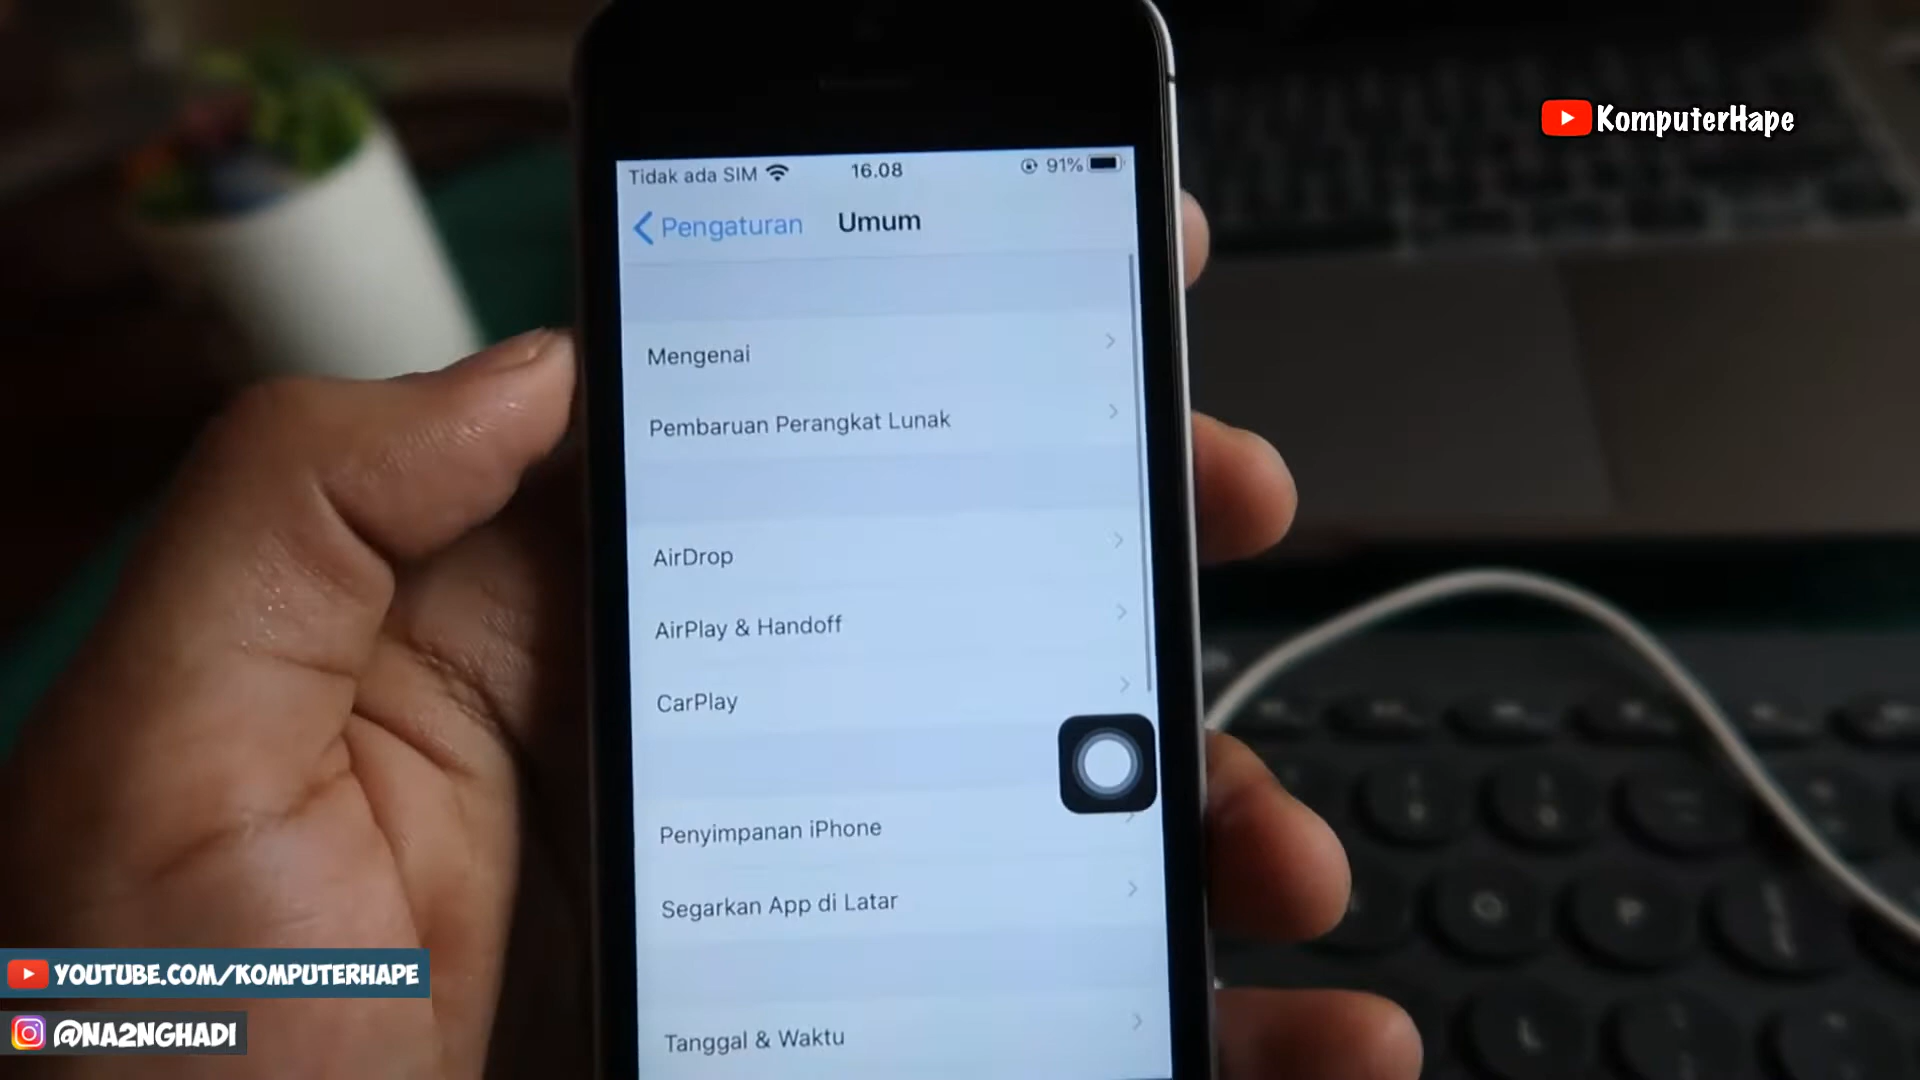 KomputerHape
Tidak ada SIM 16.08 91%
Pengaturan Umum
Mengenai
Pembaruan Perangkat Lunak
AirDrop
AirPlay & Handoff
CarPlay
Penyimpanan iPhone
Segarkan App di Latar
Tanggal & Waktu
YOUTUBE.COM/KOMPUTERHAPE
@NA2NGHADI
O
P
L